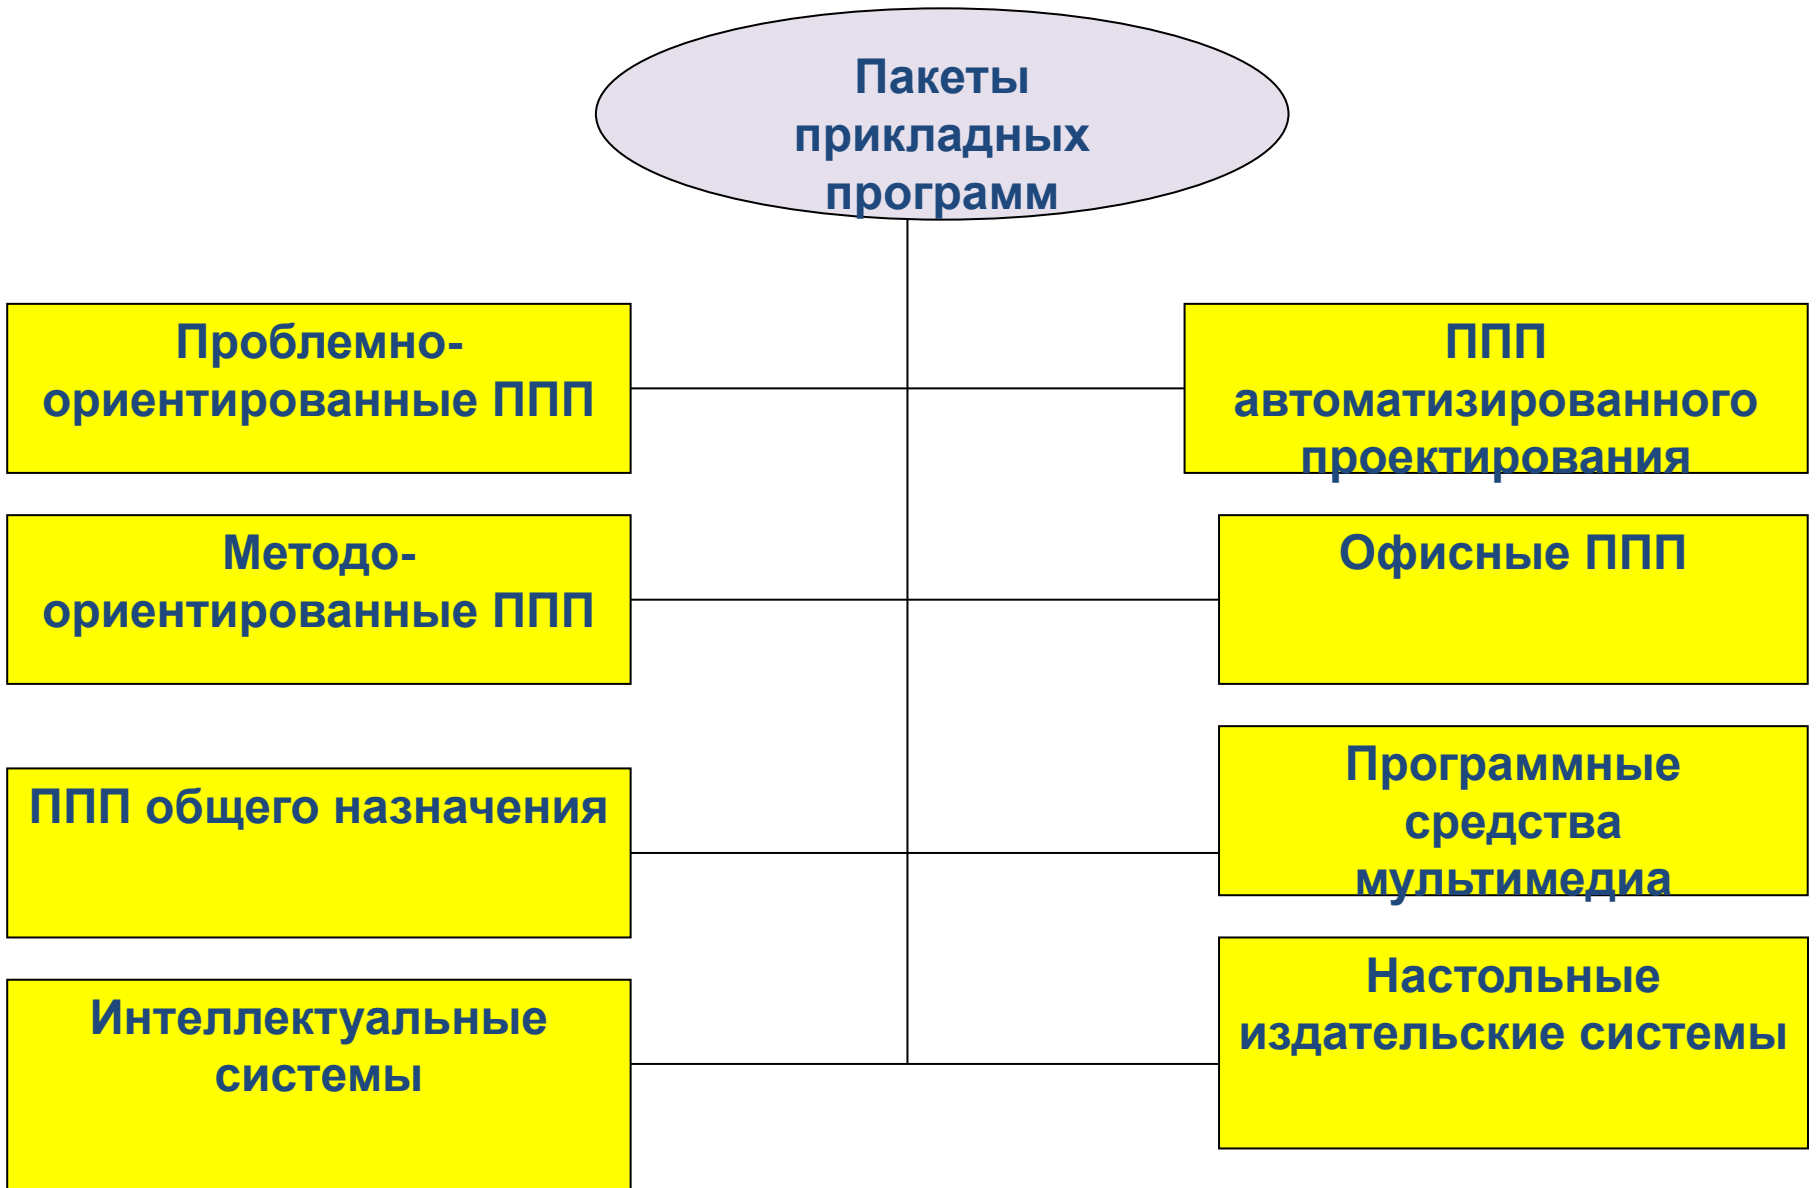 Пакеты
прикладных
программ
Проблемно-
ориентированные ППП
ППП
автоматизированного
проектирования
Методо-
ориентированные ППП
Офисные ППП
ППП общего назначения
Программные
средства
мультимедиа
Интеллектуальные
системы
Настольные
издательские системы